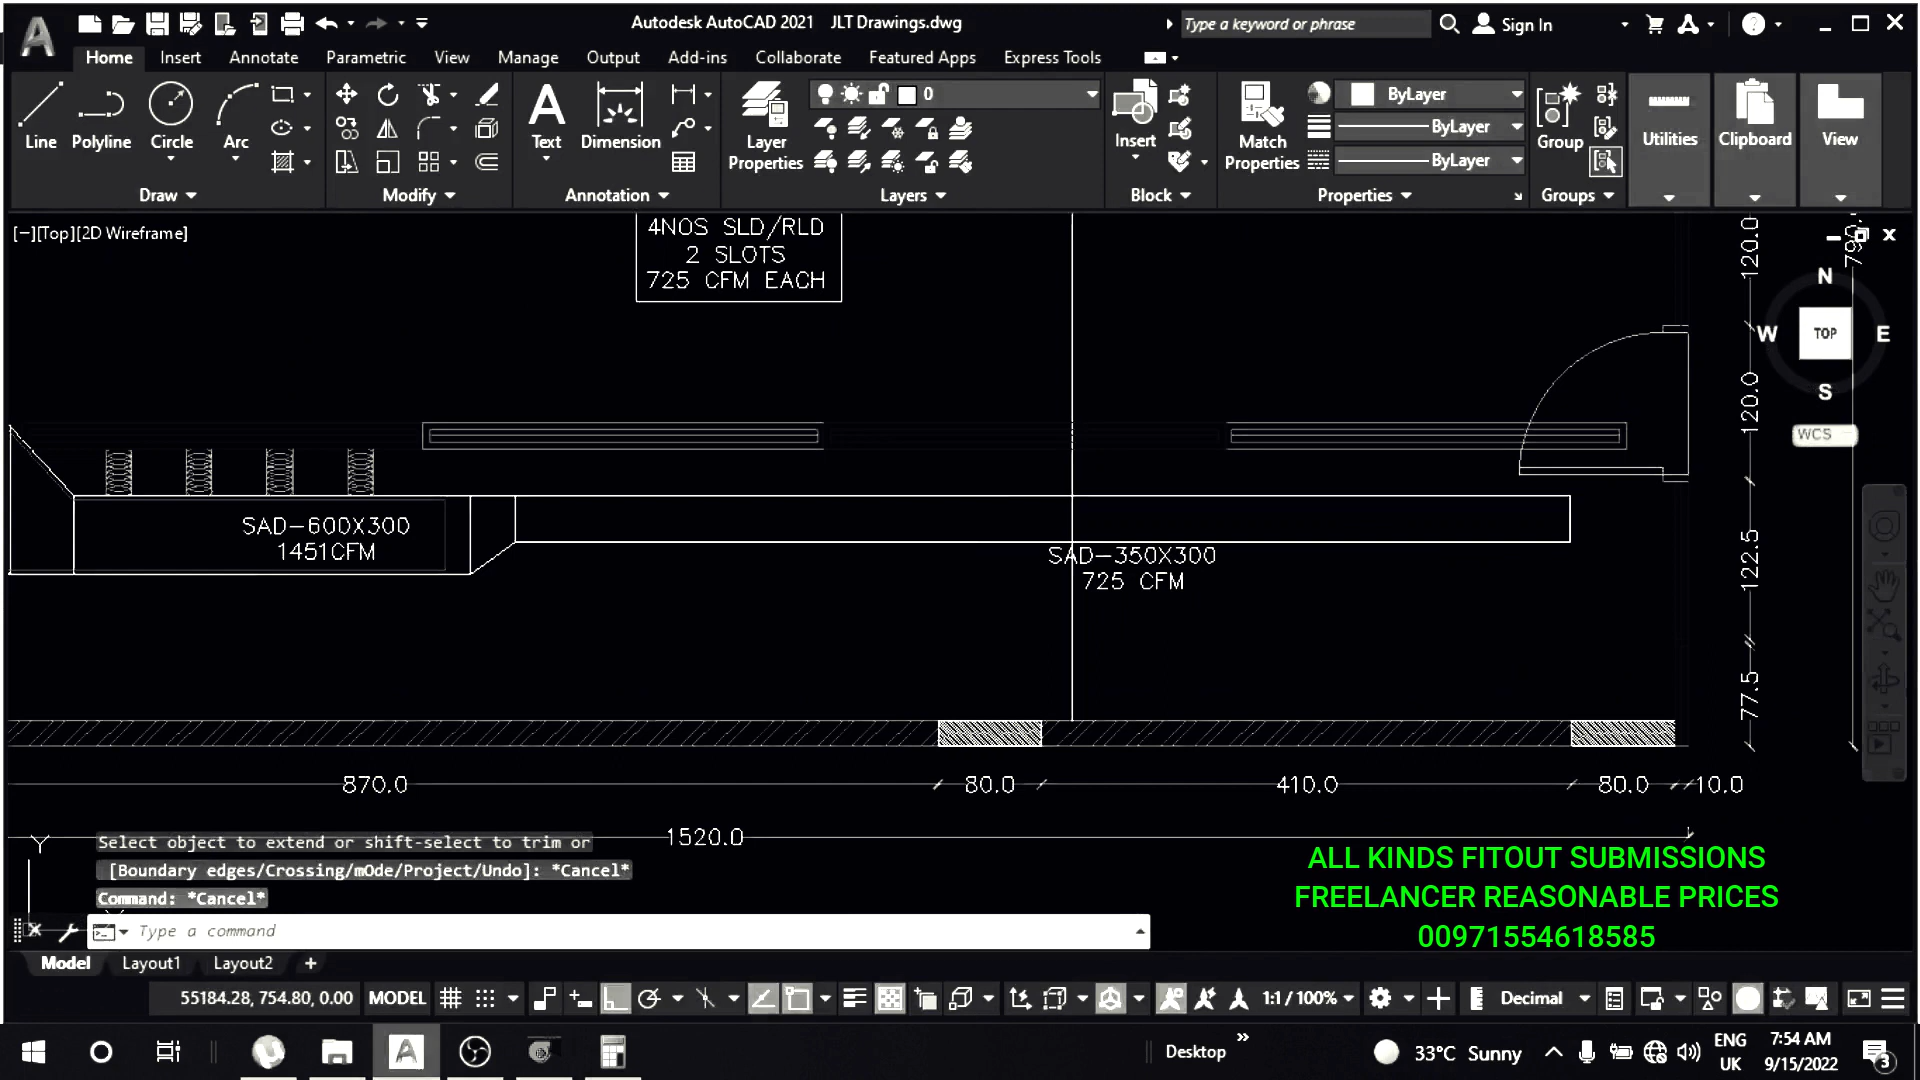 Autodesk AutoCAD 2021 JLT Drawings.dwg
Type a keyword or phrase
Sign In
Home Insert Annotate Parametric View Manage Output Add-ins Collaborate Featured Apps Express Tools
0
ByLayer
ByLayer
ByLayer
Line Polyline Circle Arc
Text Dimension
Layer
Properties
Insert
Match
Properties
Group
Utilities
Clipboard
View
Draw
Modify
Annotation
Layers
Block
Properties
Groups
[−][Top][2D Wireframe]
4NOS SLD/RLD
2 SLOTS
725 CFM EACH
120.0
790.
N
W
TOP
E
S
WCS
120.0
SAD−600X300
1451CFM
SAD−350X300
725 CFM
122.5
77.5
870.0
80.0
410.0
80.0
10.0
1520.0
Y
Select object to extend or shift-select to trim or
[Boundary edges/Crossing/mOde/Project/Undo]: *Cancel*
Command: *Cancel*
Type a command
ALL KINDS FITOUT SUBMISSIONS
FREELANCER REASONABLE PRICES
00971554618585
Model Layout1 Layout2 +
55184.28, 754.80, 0.00 MODEL
1:1 / 100%
Decimal
Desktop
33°C Sunny
ENG
UK
7:54 AM
9/15/2022
3